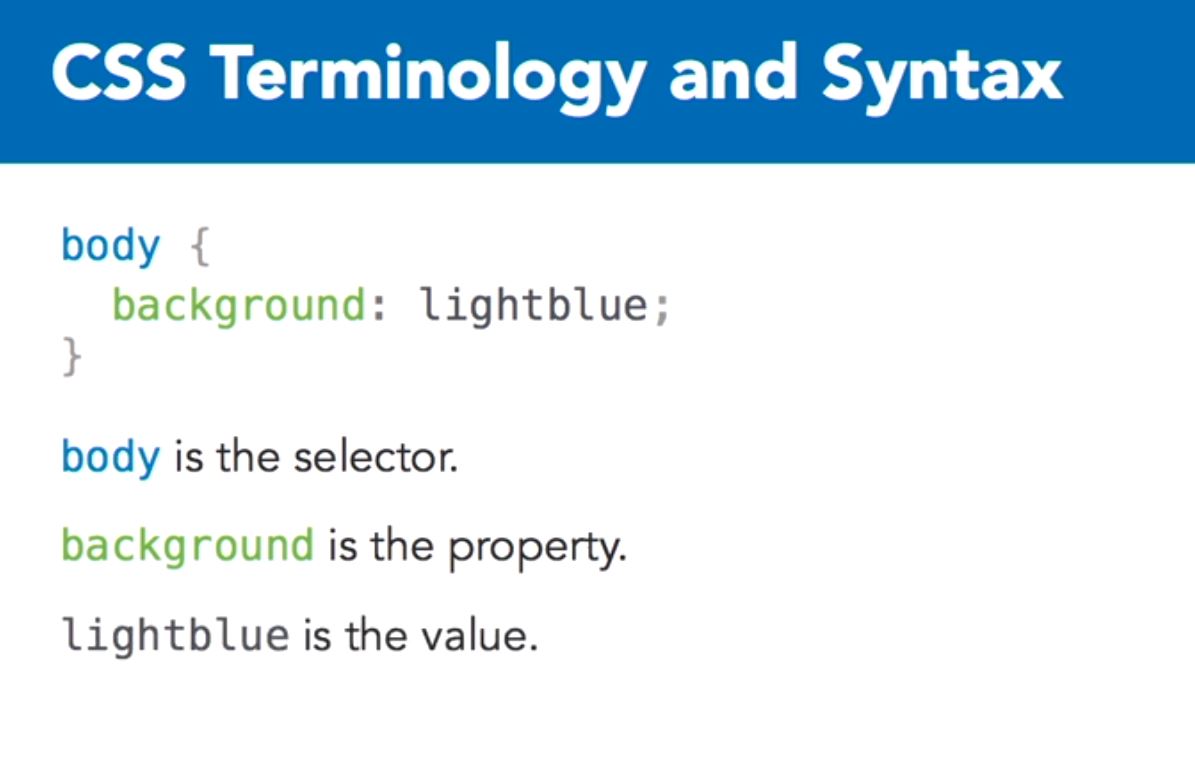 CSS Terminology and Syntax
body {
  background: lightblue;
}
body is the selector.
background is the property.
lightblue is the value.